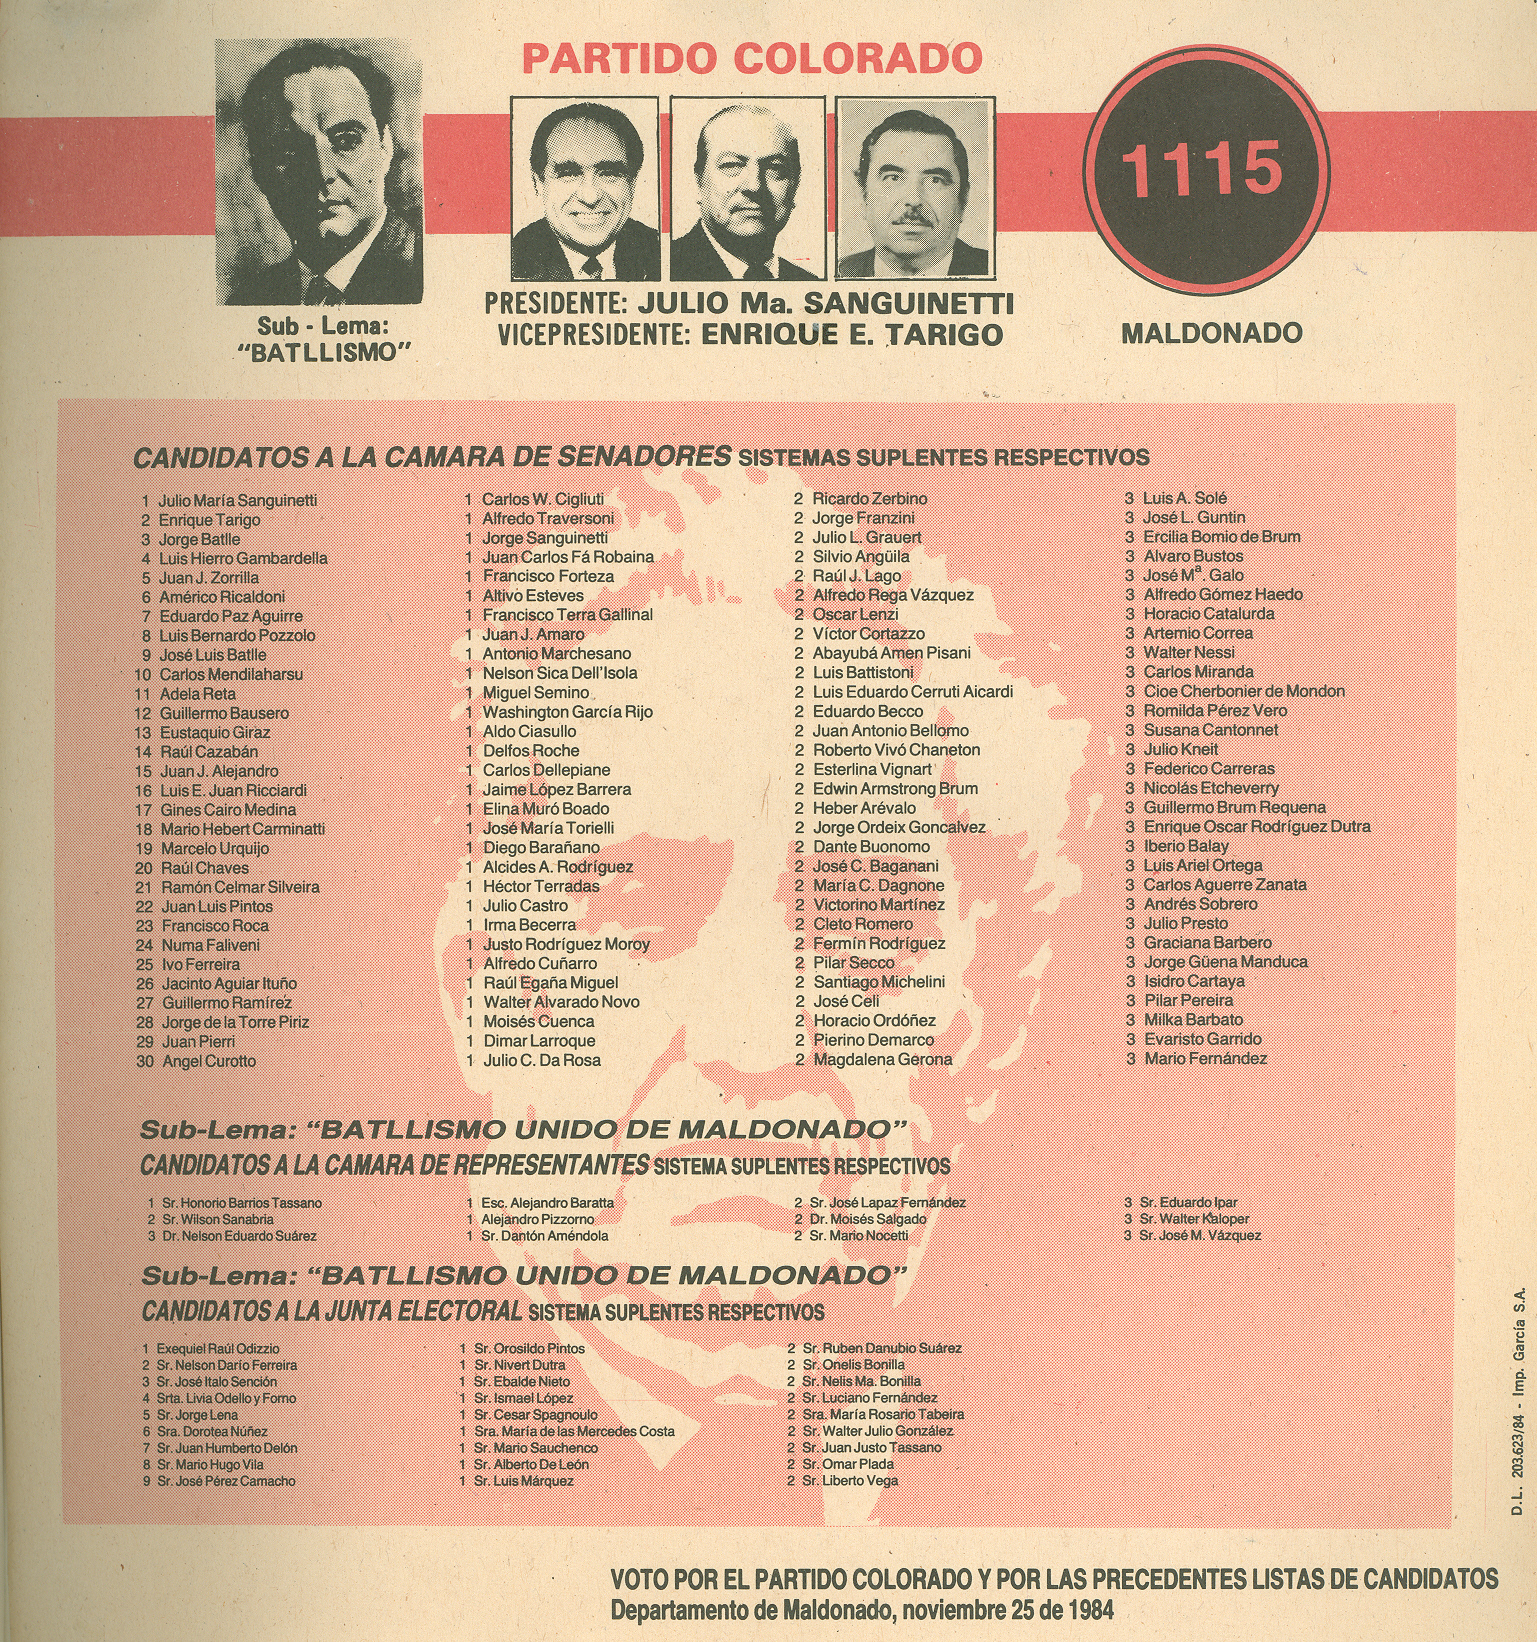 PARTIDO COLORADO
1115
Sub - Lema:
"BATLLISMO"
PRESIDENTE: JULIO Ma. SANGUINETTI
VICEPRESIDENTE: ENRIQUE E. TARIGO
MALDONADO
CANDIDATOS A LA CAMARA DE SENADORES SISTEMAS SUPLENTES RESPECTIVOS
1 Julio María Sanguinetti 1 Carlos W. Cigliuti 2 Ricardo Zerbino 3 Luis A. Solé
2 Enrique Tarigo 1 Alfredo Traversoni 2 Jorge Franzini 3 José L. Guntin
3 Jorge Batlle 1 Jorge Sanguinetti 2 Julio L. Grauert 3 Ercilia Bomio de Brum
4 Luis Hierro Gambardella 1 Juan Carlos Fá Robaina 2 Silvio Angüila 3 Alvaro Bustos
5 Juan J. Zorrilla 1 Francisco Forteza 2 Raúl J. Lago 3 José Mª. Galo
6 Américo Ricaldoni 1 Altivo Esteves 2 Alfredo Rega Vázquez 3 Alfredo Gómez Haedo
7 Eduardo Paz Aguirre 1 Francisco Terra Gallinal 2 Oscar Lenzi 3 Horacio Catalurda
8 Luis Bernardo Pozzolo 1 Juan J. Amaro 2 Víctor Cortazzo 3 Artemio Correa
9 José Luis Batlle 1 Antonio Marchesano 2 Abayubá Amen Pisani 3 Walter Nessi
10 Carlos Mendilaharsu 1 Nelson Sica Dell'Isola 2 Luis Battistoni 3 Carlos Miranda
11 Adela Reta 1 Miguel Semino 2 Luis Eduardo Cerruti Aicardi 3 Cioe Cherbonier de Mondon
12 Guillermo Bausero 1 Washington García Rijo 2 Eduardo Becco 3 Romilda Pérez Vero
13 Eustaquio Giraz 1 Aldo Ciasullo 2 Juan Antonio Bellomo 3 Susana Cantonnet
14 Raúl Cazabán 1 Delfos Roche 2 Roberto Vivó Chaneton 3 Julio Kneit
15 Juan J. Alejandro 1 Carlos Dellepiane 2 Esterlina Vignart 3 Federico Carreras
16 Luis E. Juan Ricciardi 1 Jaime López Barrera 2 Edwin Armstrong Brum 3 Nicolás Etcheverry
17 Gines Cairo Medina 1 Elina Muró Boado 2 Heber Arévalo 3 Guillermo Brum Requena
18 Mario Hebert Carminatti 1 José María Torielli 2 Jorge Ordeix Goncalvez 3 Enrique Oscar Rodríguez Dutra
19 Marcelo Urquijo 1 Diego Barañano 2 Dante Buonomo 3 Iberio Balay
20 Raúl Chaves 1 Alcides A. Rodríguez 2 José C. Baganani 3 Luis Ariel Ortega
21 Ramón Celmar Silveira 1 Héctor Terradas 2 María C. Dagnone 3 Carlos Aguerre Zanata
22 Juan Luis Pintos 1 Julio Castro 2 Victorino Martínez 3 Andrés Sobrero
23 Francisco Roca 1 Irma Becerra 2 Cleto Romero 3 Julio Presto
24 Numa Faliveni 1 Justo Rodríguez Moroy 2 Fermín Rodríguez 3 Graciana Barbero
25 Ivo Ferreira 1 Alfredo Cuñarro 2 Pilar Secco 3 Jorge Güena Manduca
26 Jacinto Aguiar Ituño 1 Raúl Egaña Miguel 2 Santiago Michelini 3 Isidro Cartaya
27 Guillermo Ramírez 1 Walter Alvarado Novo 2 José Celi 3 Pilar Pereira
28 Jorge de la Torre Piriz 1 Moisés Cuenca 2 Horacio Ordóñez 3 Milka Barbato
29 Juan Pierri 1 Dimar Larroque 2 Pierino Demarco 3 Evaristo Garrido
30 Angel Curotto 1 Julio C. Da Rosa 2 Magdalena Gerona 3 Mario Fernández
Sub-Lema: "BATLLISMO UNIDO DE MALDONADO"
CANDIDATOS A LA CAMARA DE REPRESENTANTES SISTEMA SUPLENTES RESPECTIVOS
1 Sr. Honorio Barrios Tassano 1 Esc. Alejandro Baratta 2 Sr. José Lapaz Fernández 3 Sr. Eduardo Ipar
2 Sr. Wilson Sanabria 1 Alejandro Pizzorno 2 Dr. Moisés Salgado 3 Sr. Walter Kaloper
3 Dr. Nelson Eduardo Suárez 1 Sr. Dantón Améndola 2 Sr. Mario Nocetti 3 Sr. José M. Vázquez
Sub-Lema: "BATLLISMO UNIDO DE MALDONADO"
CANDIDATOS A LA JUNTA ELECTORAL SISTEMA SUPLENTES RESPECTIVOS
1 Exequiel Raúl Odizzio 1 Sr. Orosildo Pintos 2 Sr. Ruben Danubio Suárez
2 Sr. Nelson Darío Ferreira 1 Sr. Nivert Dutra 2 Sr. Onelis Bonilla
3 Sr. José Italo Sención 1 Sr. Ebalde Nieto 2 Sr. Nelis Ma. Bonilla
4 Srta. Livia Odello y Forno 1 Sr. Ismael López 2 Sr. Luciano Fernández
5 Sr. Jorge Lena 1 Sr. Cesar Spagnoulo 2 Sra. María Rosario Tabeira
6 Sra. Dorotea Núñez 1 Sra. María de las Mercedes Costa 2 Sr. Walter Julio González
7 Sr. Juan Humberto Delón 1 Sr. Mario Sauchenco 2 Sr. Juan Justo Tassano
8 Sr. Mario Hugo Vila 1 Sr. Alberto De León 2 Sr. Omar Plada
9 Sr. José Pérez Camacho 1 Sr. Luis Márquez 2 Sr. Liberto Vega
D.L. 203.623/84 - Imp. García S.A.
VOTO POR EL PARTIDO COLORADO Y POR LAS PRECEDENTES LISTAS DE CANDIDATOS
Departamento de Maldonado, noviembre 25 de 1984